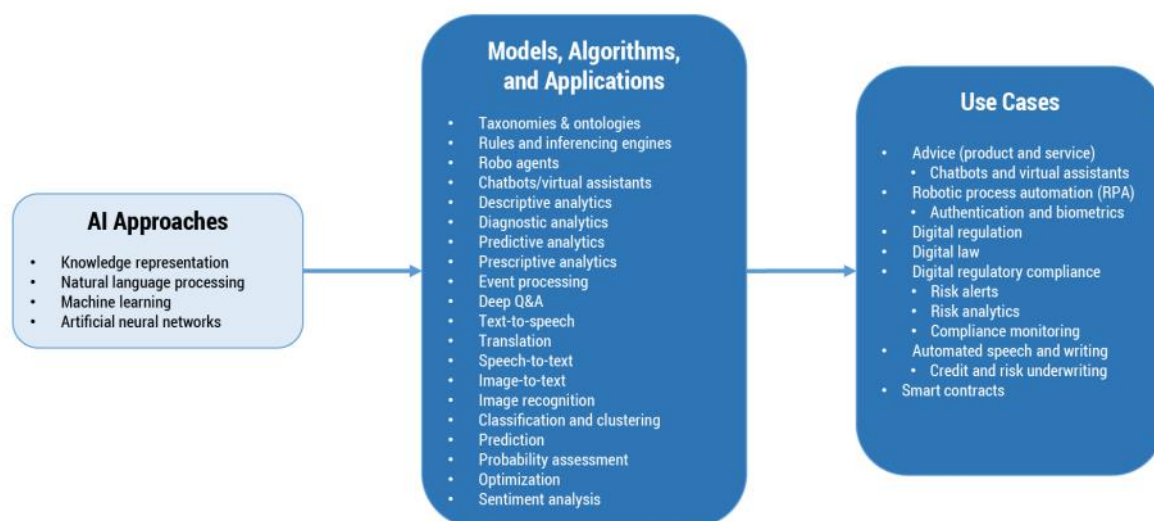 AI Approaches
• Knowledge representation
• Natural language processing
• Machine learning
• Artificial neural networks
Models, Algorithms,
and Applications
• Taxonomies & ontologies
• Rules and inferencing engines
• Robo agents
• Chatbots/virtual assistants
• Descriptive analytics
• Diagnostic analytics
• Predictive analytics
• Prescriptive analytics
• Event processing
• Deep Q&A
• Text-to-speech
• Translation
• Speech-to-text
• Image-to-text
• Image recognition
• Classification and clustering
• Prediction
• Probability assessment
• Optimization
• Sentiment analysis
Use Cases
• Advice (product and service)
• Chatbots and virtual assistants
• Robotic process automation (RPA)
• Authentication and biometrics
• Digital regulation
• Digital law
• Digital regulatory compliance
• Risk alerts
• Risk analytics
• Compliance monitoring
• Automated speech and writing
• Credit and risk underwriting
• Smart contracts